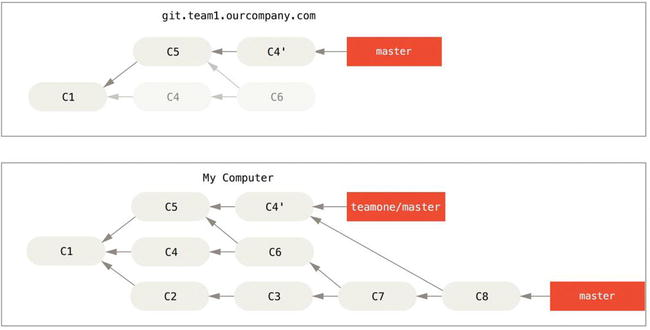 git.team1.ourcompany.com
C5
C4'
master
C1
C4
C6
My Computer
C5
C4'
teamone/master
C1
C4
C6
C2
C3
C7
C8
master